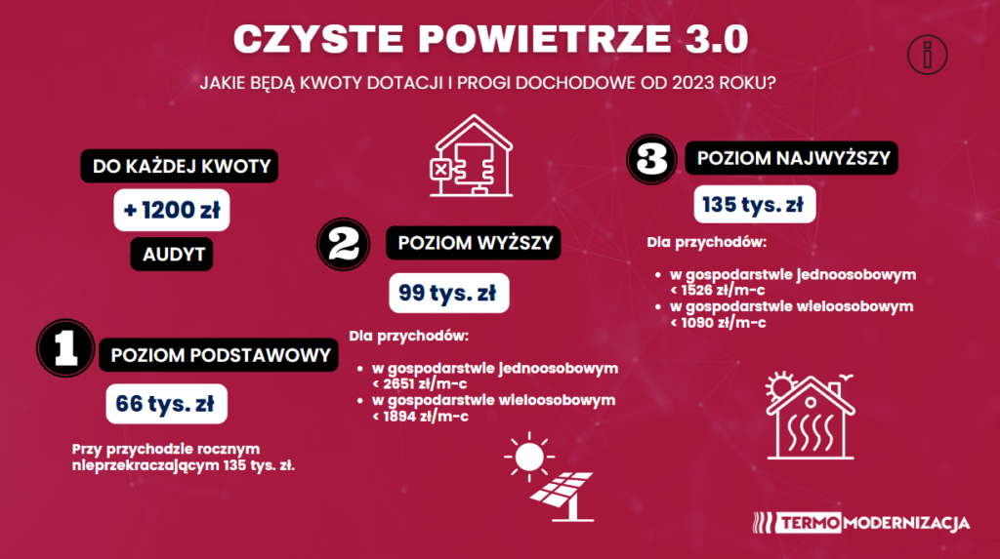 CZYSTE POWIETRZE 3.0
JAKIE BĘDĄ KWOTY DOTACJI I PROGI DOCHODOWE OD 2023 ROKU?
DO KAŻDEJ KWOTY
+ 1200 zł
AUDYT
1
POZIOM PODSTAWOWY
66 tys. zł
Przy przychodzie rocznym
nieprzekraczającym 135 tys. zł.
2
POZIOM WYŻSZY
99 tys. zł
Dla przychodów:
• w gospodarstwie jednoosobowym
< 2651 zł/m-c
• w gospodarstwie wieloosobowym
< 1894 zł/m-c
3
POZIOM NAJWYŻSZY
135 tys. zł
Dla przychodów:
• w gospodarstwie jednoosobowym
< 1526 zł/m-c
• w gospodarstwie wieloosobowym
< 1090 zł/m-c
TERMOMODERNIZACJA